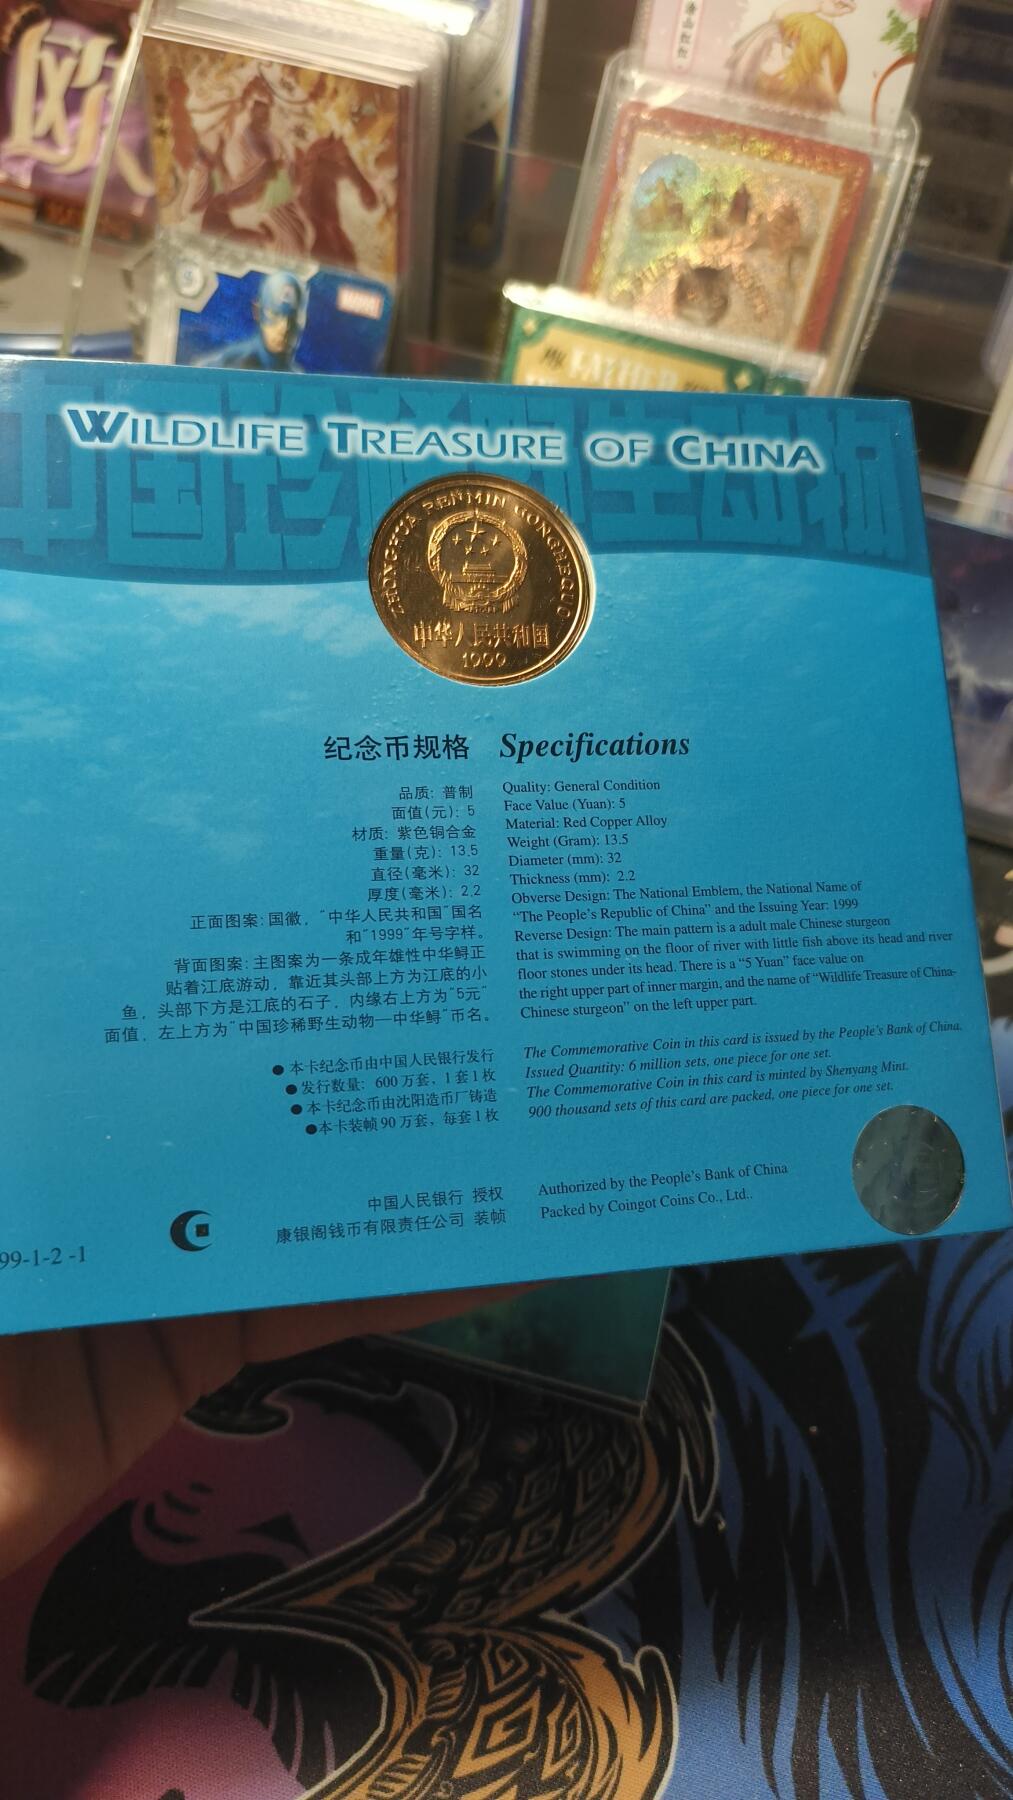 欧
MARVEL
MY FATHER
WILDLIFE TREASURE OF CHINA
中国珍稀野生动物
ZHONGHUA RENMIN GONGHEGUO
中华人民共和国
1999
纪念币规格 Specifications
品质: 普制
面值(元): 5
材质: 紫色铜合金
重量(克): 13.5
直径(毫米): 32
厚度(毫米): 2.2
正面图案: 国徽, "中华人民共和国"国名
和"1999"年号字样。
背面图案: 主图案为一条成年雄性中华鲟正
贴着江底游动, 靠近其头部上方为江底的小
鱼, 头部下方是江底的石子, 内缘右上方为"5元"
面值, 左上方为"中国珍稀野生动物—中华鲟"币名。
Quality: General Condition
Face Value (Yuan): 5
Material: Red Copper Alloy
Weight (Gram): 13.5
Diameter (mm): 32
Thickness (mm): 2.2
Obverse Design: The National Emblem, the National Name of
"The People's Republic of China" and the Issuing Year: 1999
Reverse Design: The main pattern is a adult male Chinese sturgeon
that is swimming on the floor of river with little fish above its head and river
floor stones under its head. There is a "5 Yuan" face value on
the right upper part of inner margin, and the name of "Wildlife Treasure of China-
Chinese sturgeon" on the left upper part.
● 本卡纪念币由中国人民银行发行
● 发行数量: 600万套, 1套1枚
● 本卡纪念币由沈阳造币厂铸造
●本卡装帧90万套, 每套1枚
The Commemorative Coin in this card is issued by the People's Bank of China.
Issued Quantity: 6 million sets, one piece for one set.
The Commemorative Coin in this card is minted by Shenyang Mint.
900 thousand sets of this card are packed, one piece for one set.
中国人民银行 授权
康银阁钱币有限责任公司 装帧
Authorized by the People's Bank of China
Packed by Coingot Coins Co., Ltd..
99-1-2 -1